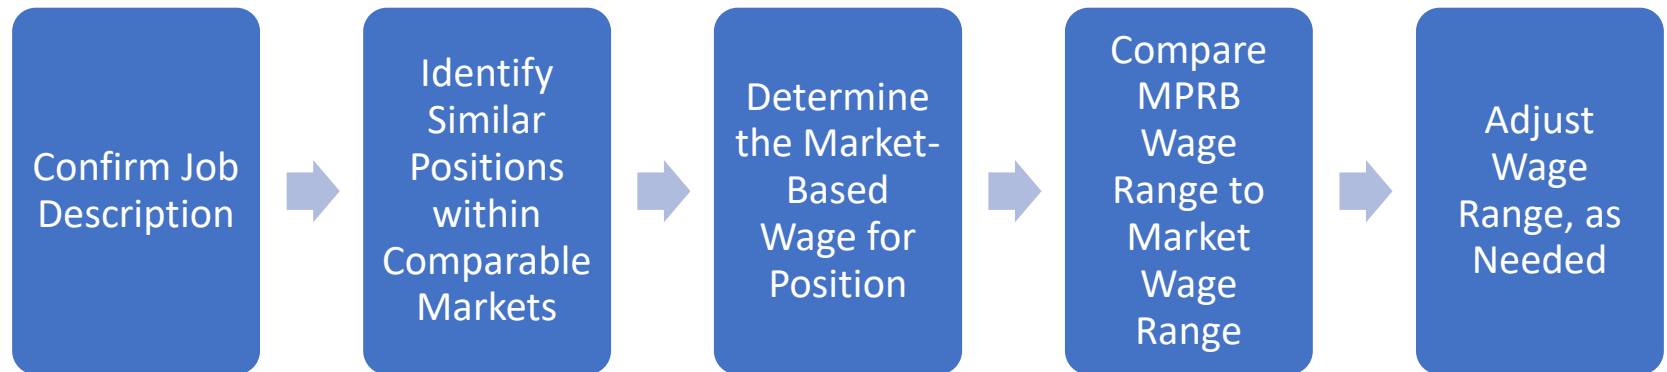 Confirm Job
Description
Identify
Similar
Positions
within
Comparable
Markets
Determine
the Market-
Based
Wage for
Position
Compare
MPRB
Wage
Range to
Market
Wage
Range
Adjust
Wage
Range, as
Needed